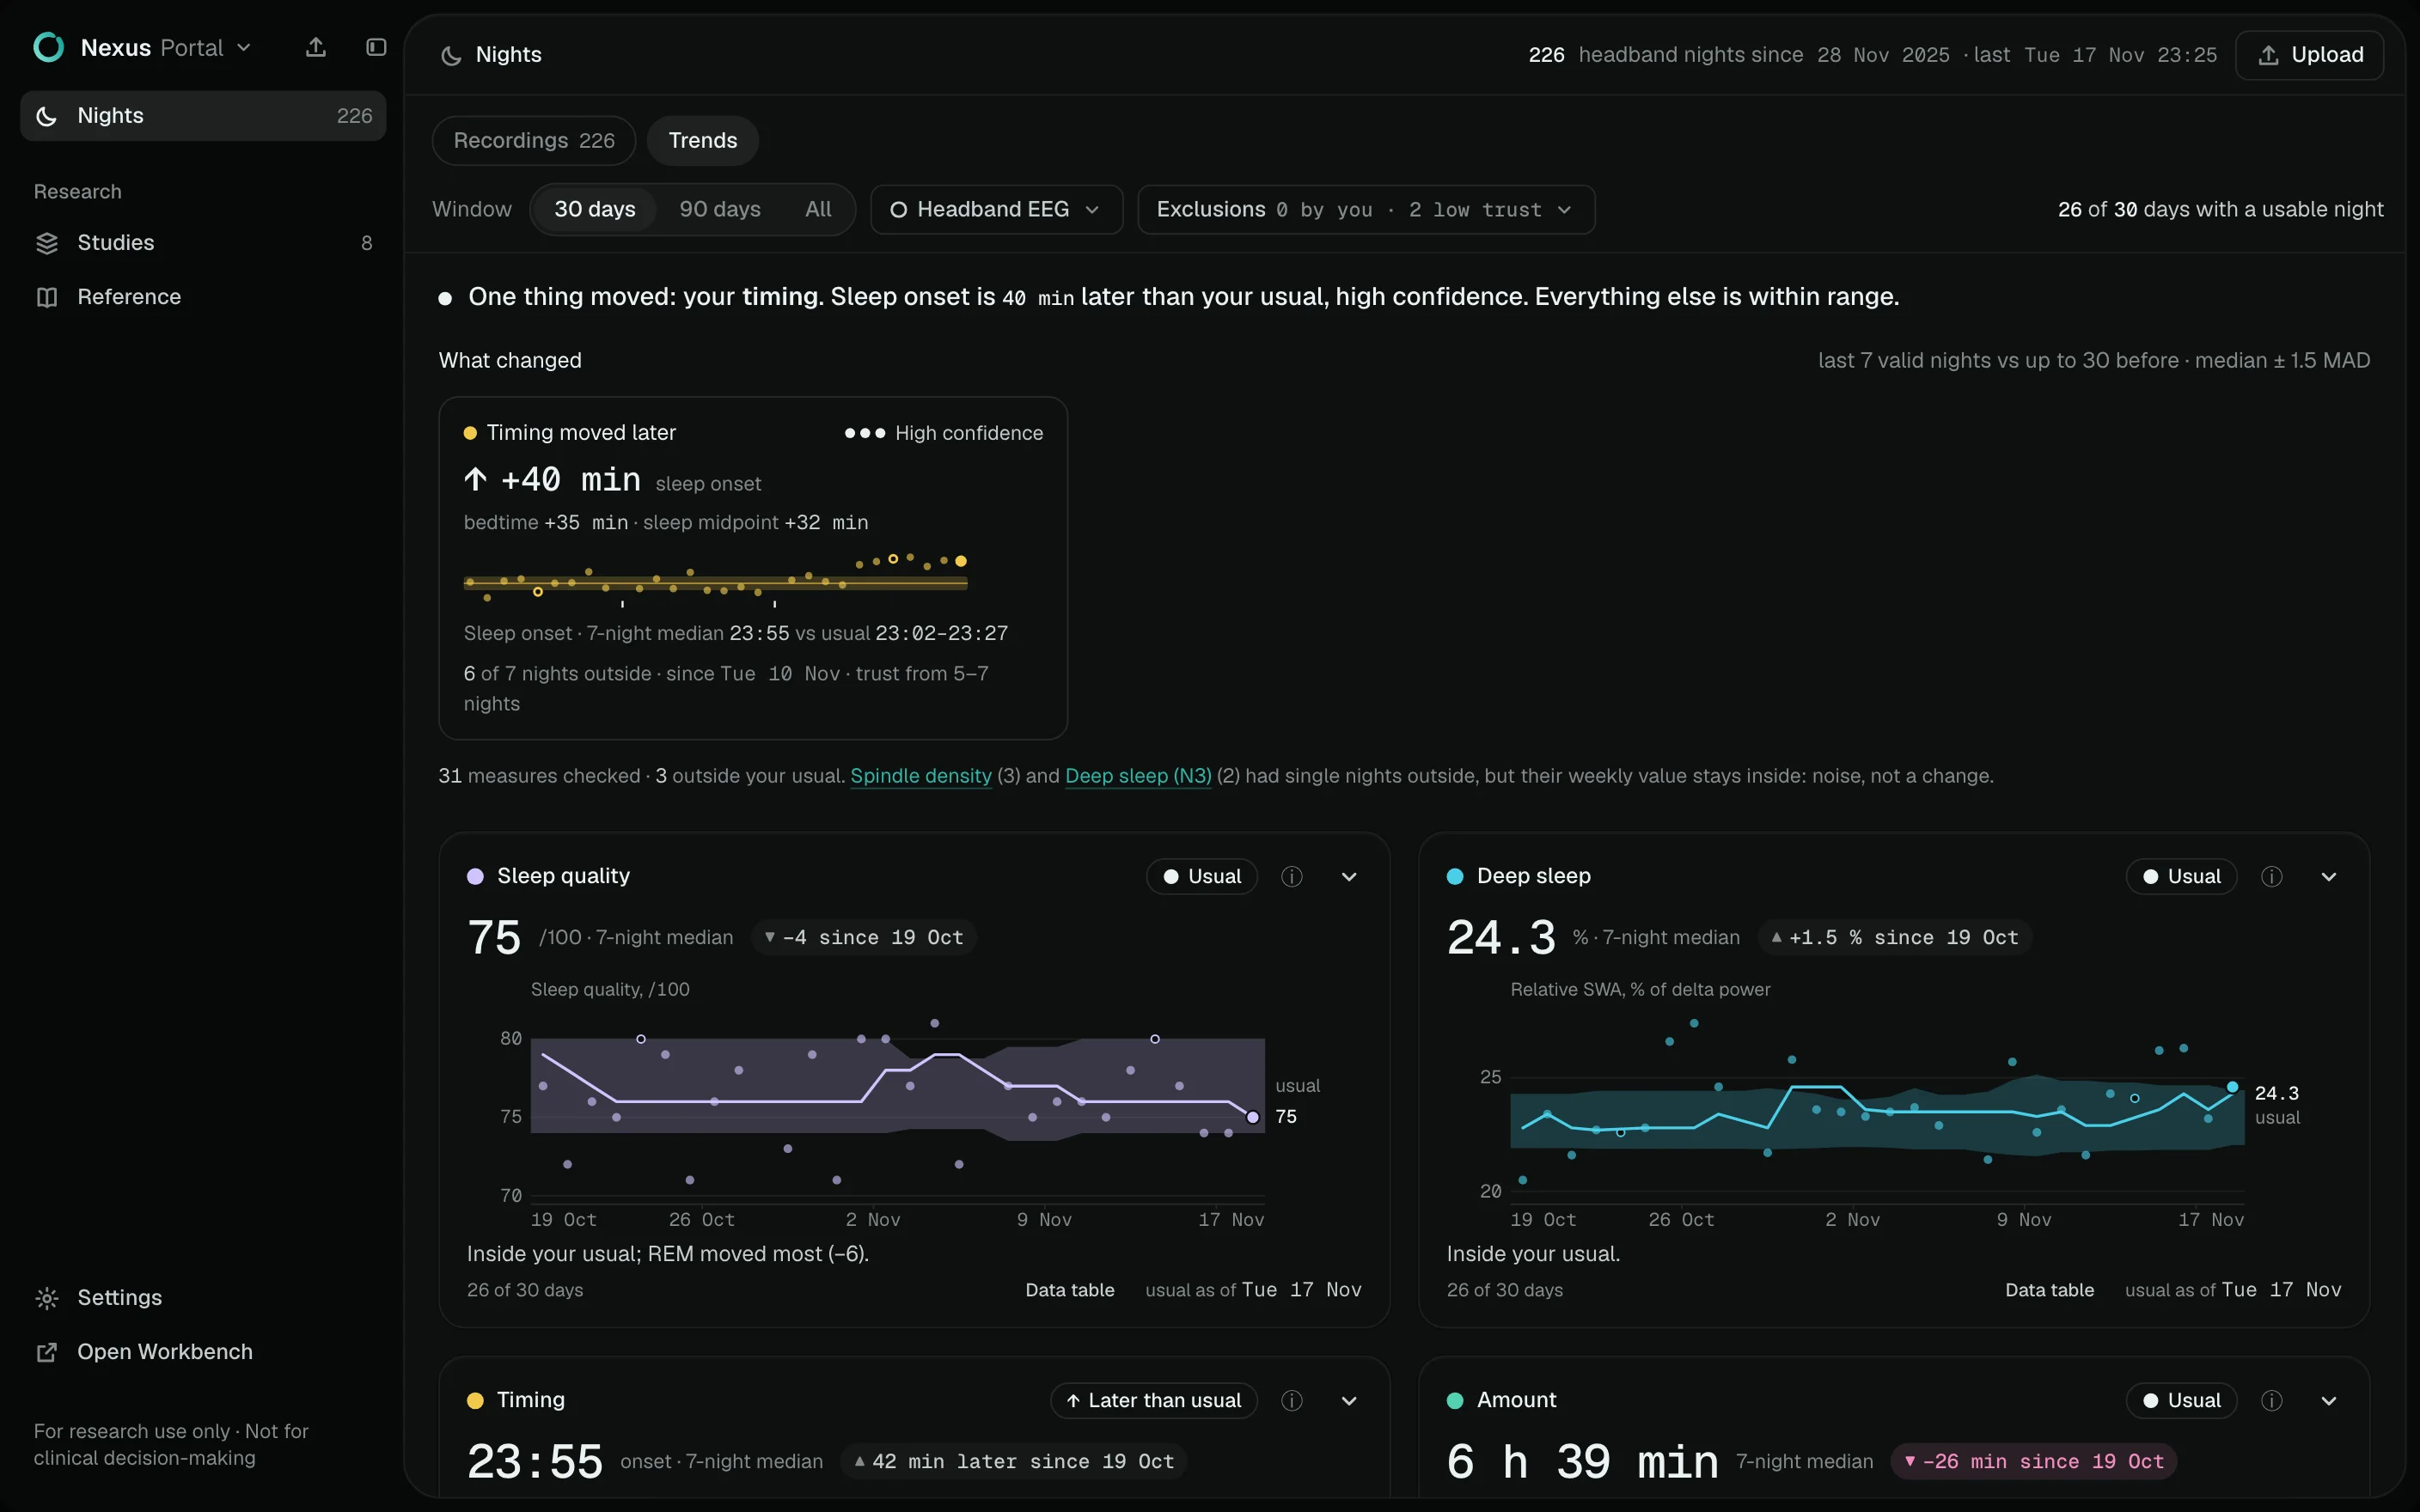 Nexus Portal
Nights 226
Research
Studies 8
Reference
Settings
Open Workbench
For research use only · Not for
clinical decision-making
Nights
226 headband nights since 28 Nov 2025 · last Tue 17 Nov 23:25
Upload
Recordings 226
Trends
Window 30 days 90 days All
Headband EEG
Exclusions 0 by you · 2 low trust
26 of 30 days with a usable night
One thing moved: your timing. Sleep onset is 40 min later than your usual, high confidence. Everything else is within range.
What changed
last 7 valid nights vs up to 30 before · median ± 1.5 MAD
Timing moved later
High confidence
↑ +40 min sleep onset
bedtime +35 min · sleep midpoint +32 min
Sleep onset · 7-night median 23:55 vs usual 23:02–23:27
6 of 7 nights outside · since Tue 10 Nov · trust from 5–7
nights
31 measures checked · 3 outside your usual. Spindle density (3) and Deep sleep (N3) (2) had single nights outside, but their weekly value stays inside: noise, not a change.
Sleep quality
Usual
75 /100 · 7-night median ▼ −4 since 19 Oct
Sleep quality, /100
80
75
70
usual
75
19 Oct 26 Oct 2 Nov 9 Nov 17 Nov
Inside your usual; REM moved most (−6).
26 of 30 days
Data table
usual as of Tue 17 Nov
Deep sleep
Usual
24.3 % · 7-night median ▲ +1.5 % since 19 Oct
Relative SWA, % of delta power
25
20
24.3
usual
19 Oct 26 Oct 2 Nov 9 Nov 17 Nov
Inside your usual.
26 of 30 days
Data table
usual as of Tue 17 Nov
Timing
↑ Later than usual
23:55 onset · 7-night median ▲ 42 min later since 19 Oct
Amount
Usual
6 h 39 min 7-night median ▼ −26 min since 19 Oct